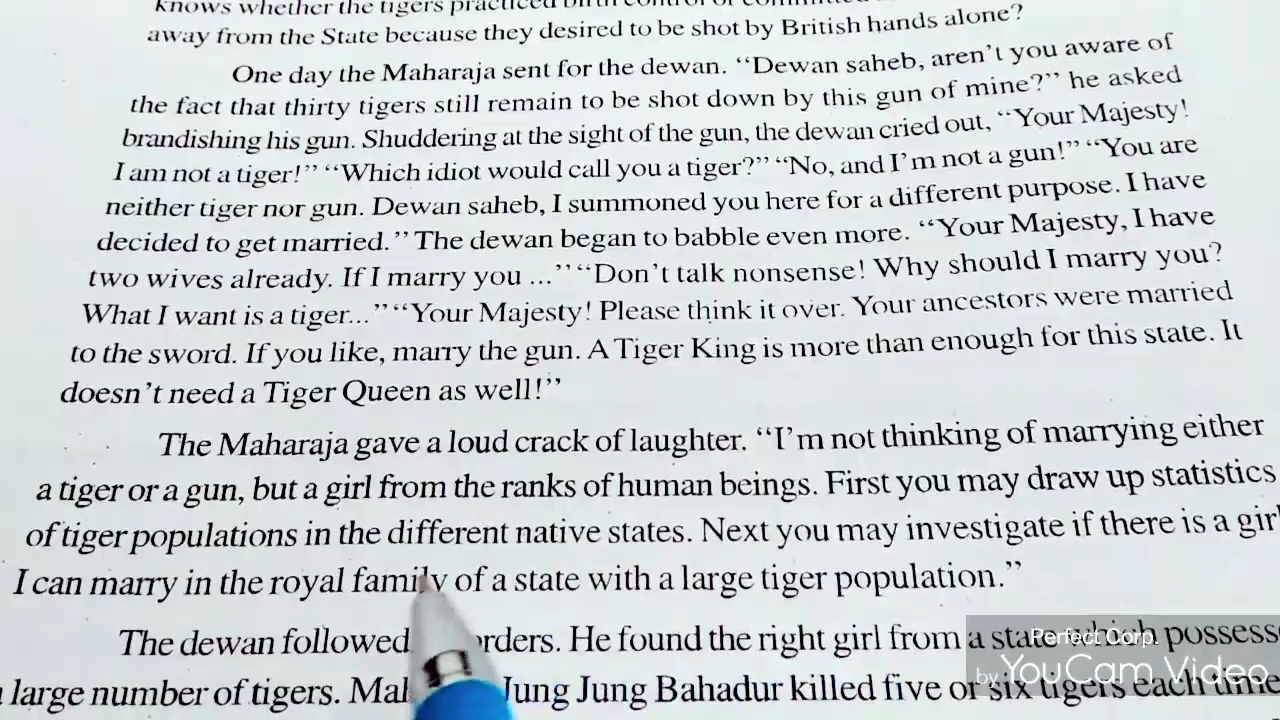 knows whether the tigers practiced birth control or committed
away from the State because they desired to be shot by British hands alone?
One day the Maharaja sent for the dewan. “Dewan saheb, aren’t you aware of
the fact that thirty tigers still remain to be shot down by this gun of mine?” he asked
brandishing his gun. Shuddering at the sight of the gun, the dewan cried out, “Your Majesty!
I am not a tiger!” “Which idiot would call you a tiger?” “No, and I’m not a gun!” “You are
neither tiger nor gun. Dewan saheb, I summoned you here for a different purpose. I have
decided to get married.” The dewan began to babble even more. “Your Majesty, I have
two wives already. If I marry you ...” “Don’t talk nonsense! Why should I marry you?
What I want is a tiger...” “Your Majesty! Please think it over. Your ancestors were married
to the sword. If you like, marry the gun. A Tiger King is more than enough for this state. It
doesn’t need a Tiger Queen as well!”
The Maharaja gave a loud crack of laughter. “I’m not thinking of marrying either
a tiger or a gun, but a girl from the ranks of human beings. First you may draw up statistics
of tiger populations in the different native states. Next you may investigate if there is a girl
I can marry in the royal family of a state with a large tiger population.”
The dewan followed orders. He found the right girl from a state which
large number of tigers. Jung Jung Bahadur killed five or six tigers each time
Perfect Corp.
by YouCam Video